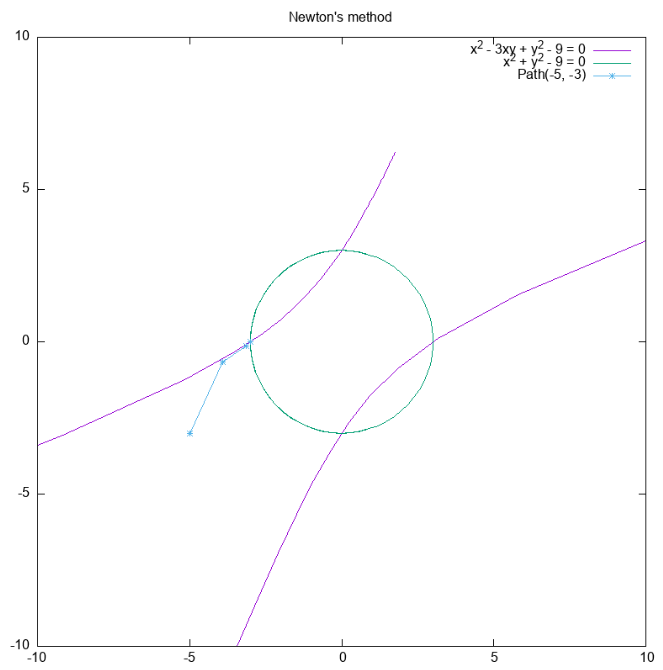 Newton's method
x² - 3xy + y² - 9 = 0
x² + y² - 9 = 0
Path(-5, -3)
10
5
0
-5
-10
-10 -5 0 5 10